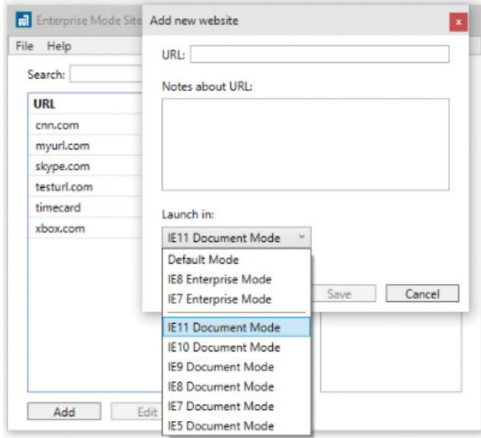 Enterprise Mode Site
File Help
Search:
URL
cnn.com
myurl.com
skype.com
testurl.com
timecard
xbox.com
Add
Edit
Add new website
x
URL:
Notes about URL:
Launch in:
IE11 Document Mode
Default Mode
IE8 Enterprise Mode
IE7 Enterprise Mode
IE11 Document Mode
IE10 Document Mode
IE9 Document Mode
IE8 Document Mode
IE7 Document Mode
IE5 Document Mode
Save
Cancel